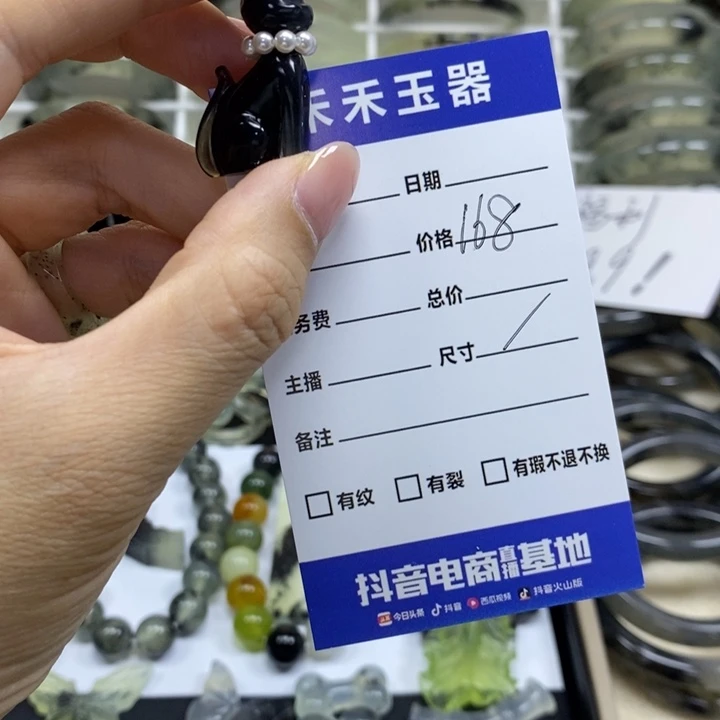 禾禾玉器
日期
价格 168
务费 总价
主播 尺寸 /
备注
有纹 有裂 有瑕不退不换
抖音电商直播基地
今日头条 抖音 西瓜视频 抖音火山版